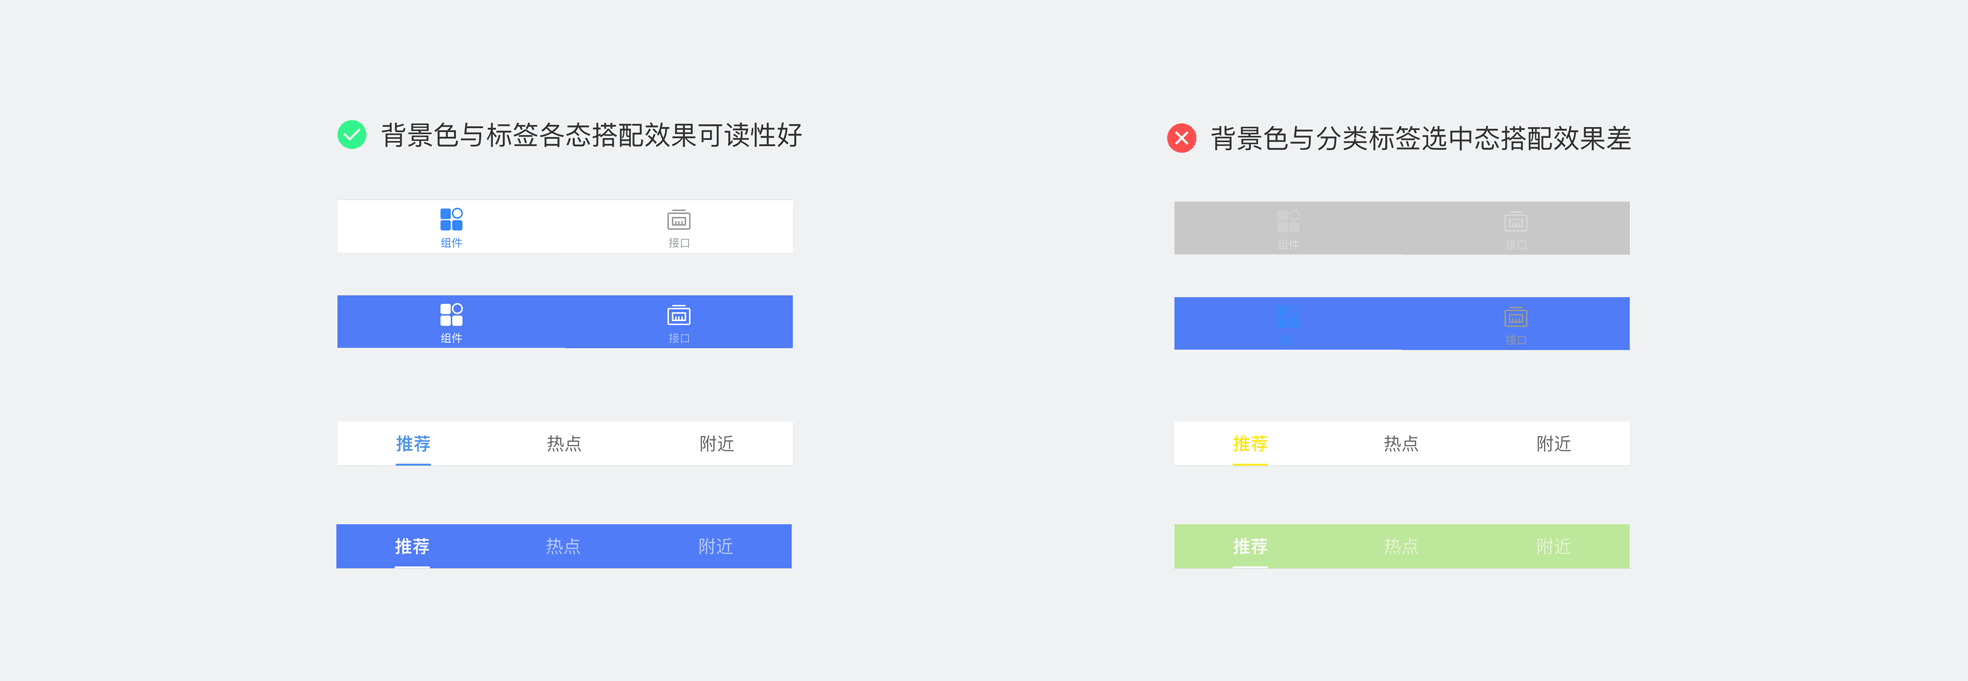 背景色与标签各态搭配效果可读性好
组件 接口
组件 接口
推荐 热点 附近
推荐 热点 附近
背景色与分类标签选中态搭配效果差
组件 接口
接口
推荐 热点 附近
推荐 热点 附近